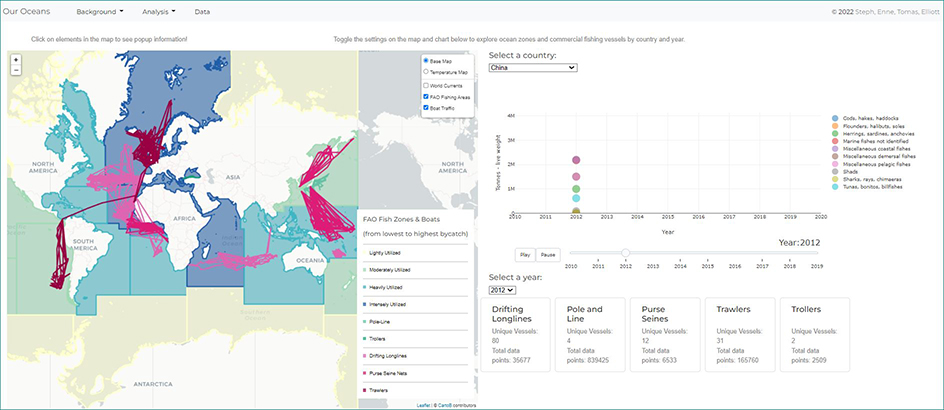 Our Oceans
Background
Analysis
Data
© 2022 Steph, Enne, Tomas, Elliott
Click on elements in the map to see popup information!
Toggle the settings on the map and chart below to explore ocean zones and commercial fishing vessels by country and year.
+
−
Base Map
Temperature Map
World Currents
FAO Fishing Areas
Boat Traffic
NORTH
AMERICA
ASIA
AFRICA
SOUTH
AMERICA
OCEANIA
ANTARCTICA
NORTH
AMERICA
FAO Fish Zones & Boats
(from lowest to highest bycatch)
Lightly Utilized
Moderately Utilized
Heavily Utilized
Intensely Utilized
Pole-Line
Trollers
Drifting Longlines
Purse Seine Nets
Trawlers
Leaflet | © CartoB contributors
Select a country:
China
Tonnes - live weight
4M
3M
2M
1M
0
2010
2011
2012
2013
2014
2015
2016
2017
2018
2019
2020
Year
Cods, hakes, haddocks
Flounders, halibuts, soles
Herrings, sardines, anchovies
Marine fishes not identified
Miscellaneous coastal fishes
Miscellaneous demersal fishes
Miscellaneous pelagic fishes
Shads
Sharks, rays, chimaeras
Tunas, bonitos, billfishes
Year:2012
Play
Pause
2010
2011
2012
2013
2014
2015
2016
2017
2018
2019
Select a year:
2012
Drifting
Longlines
Unique Vessels:
80
Total data
points: 35677
Pole and
Line
Unique Vessels:
4
Total data
points: 839425
Purse
Seines
Unique Vessels:
12
Total data
points: 6533
Trawlers
Unique Vessels:
31
Total data
points: 165760
Trollers
Unique Vessels:
2
Total data
points: 2509